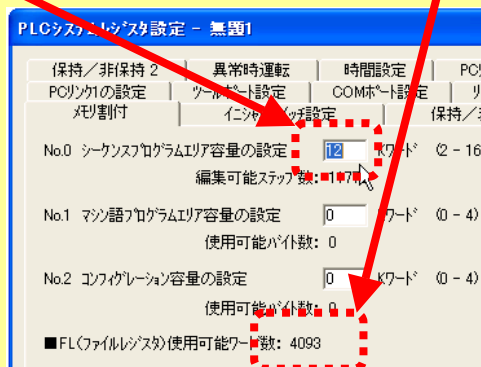 PLCシステムレジスタ設定 - 無題1
保持/非保持 2 異常時運転 時間設定
PCリンク1の設定 ツールポート設定 COMポート設定
メモリ割付 保持/
No.0 シーケンスプログラムエリア容量の設定 12 Kワード (2 - 16
編集可能ステップ数:
No.1 マシン語プログラムエリア容量の設定 0 Kワード (0 - 4)
使用可能バイト数: 0
No.2 コンフィグレーション容量の設定 0 Kワード (0 - 4)
使用可能バイト数: 0
■FL(ファイルレジスタ)使用可能ワード数: 4093